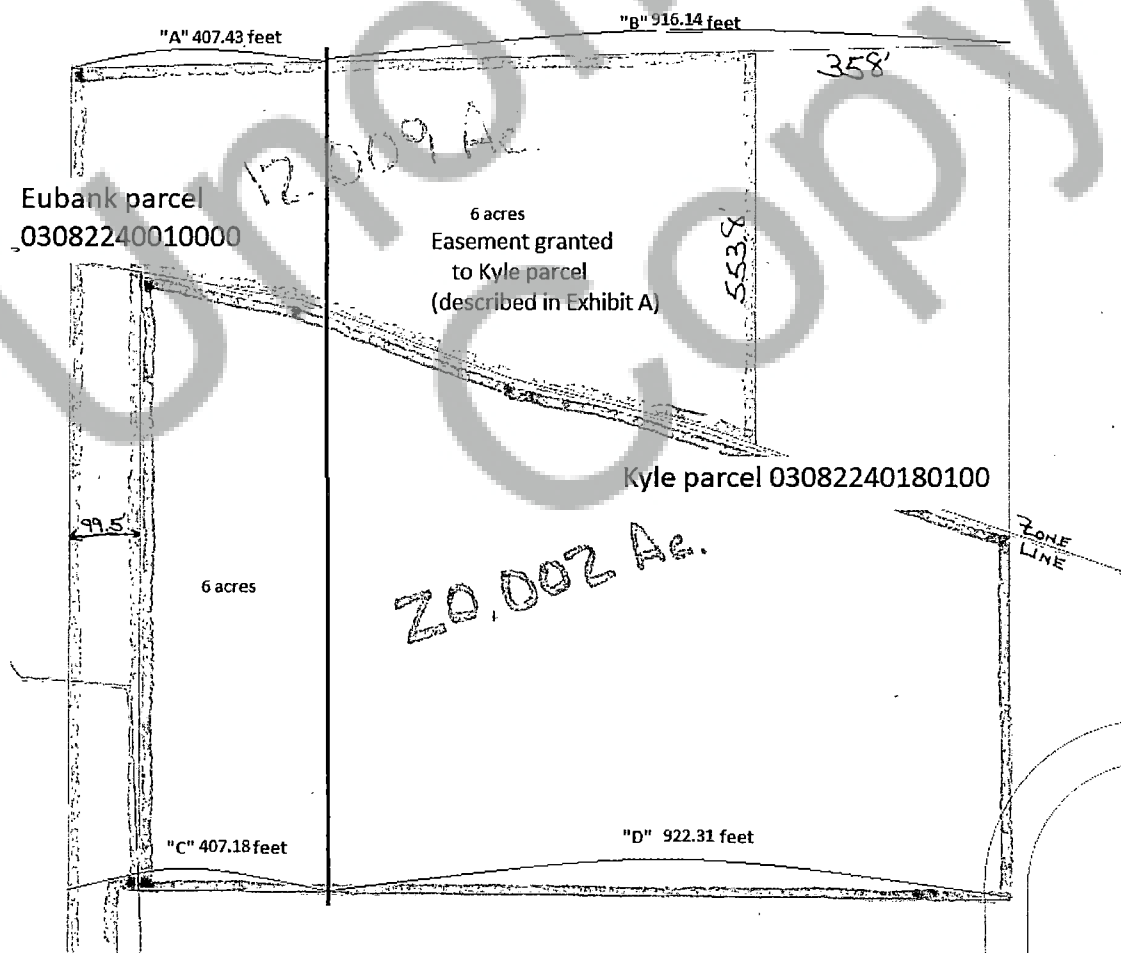 "A" 407.43 feet
"B" 916.14 feet
358'
12.009 Ac.
Eubank parcel
03082240010000
6 acres
Easement granted
to Kyle parcel
(described in Exhibit A)
553.8'
Kyle parcel 03082240180100
99.5'
ZONE
LINE
20.002 Ac.
6 acres
"C" 407.18 feet
"D" 922.31 feet
Copy